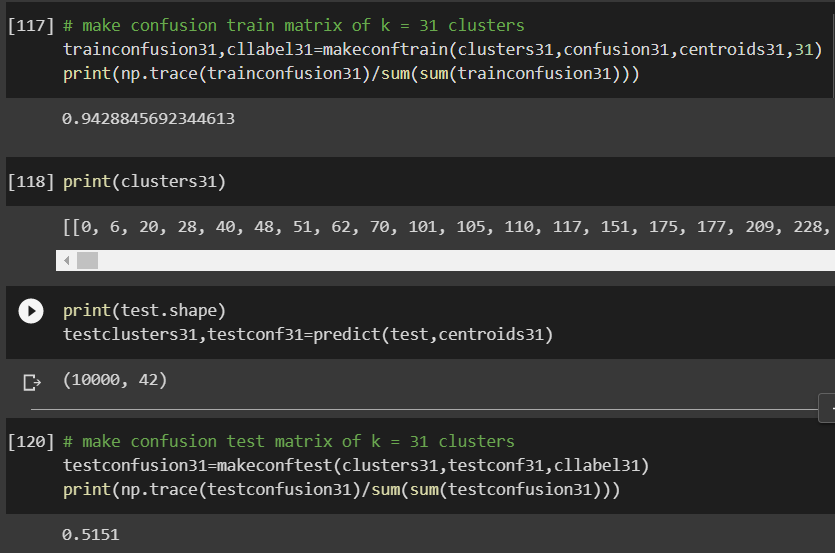 [117] # make confusion train matrix of k = 31 clusters
trainconfusion31,cllabel31=makeconftrain(clusters31,confusion31,centroids31,31)
print(np.trace(trainconfusion31)/sum(sum(trainconfusion31)))
0.9428845692344613
[118] print(clusters31)
[[0, 6, 20, 28, 40, 48, 51, 62, 70, 101, 105, 110, 117, 151, 175, 177, 209, 228,
print(test.shape)
testclusters31,testconf31=predict(test,centroids31)
(10000, 42)
[120] # make confusion test matrix of k = 31 clusters
testconfusion31=makeconftest(clusters31,testconf31,cllabel31)
print(np.trace(testconfusion31)/sum(sum(testconfusion31)))
0.5151